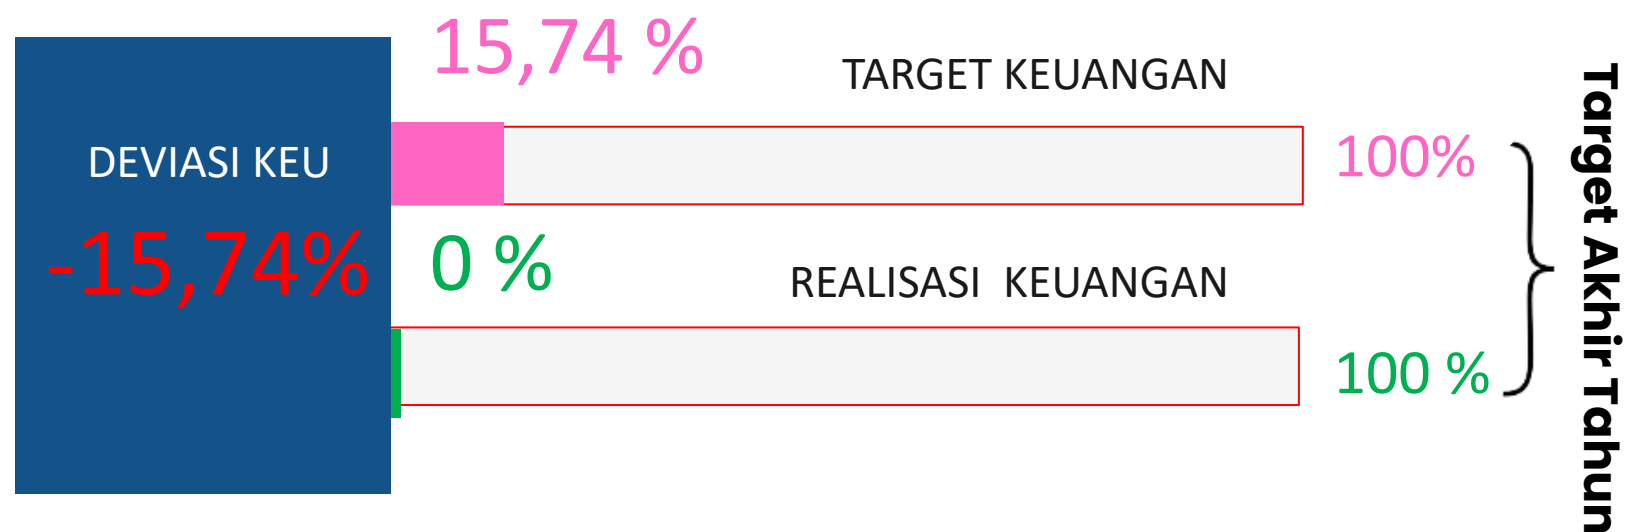 DEVIASI KEU
-15,74%
15,74 %
TARGET KEUANGAN
100%
0 %
REALISASI  KEUANGAN
100 %
Target Akhir Tahun